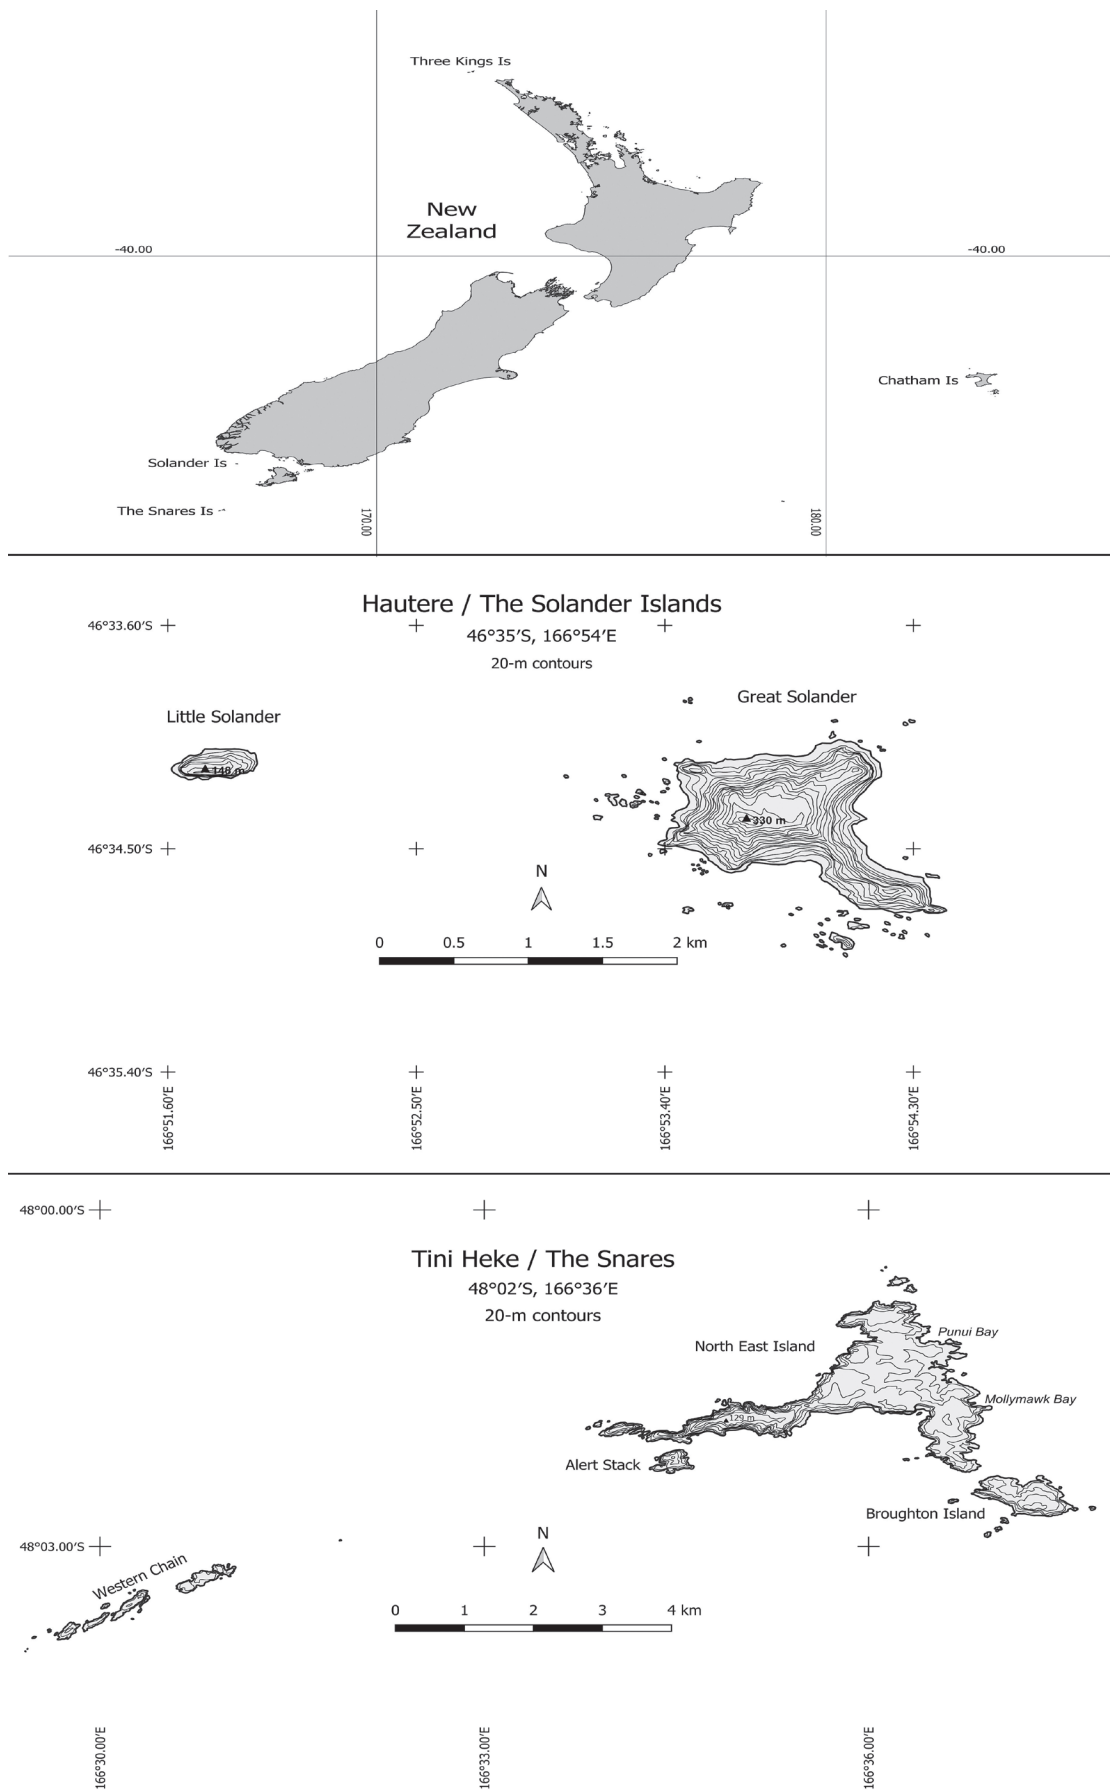 Three Kings Is
New
Zealand
-40.00
-40.00
Chatham Is
Solander Is
The Snares Is
170.00
180.00
Hautere / The Solander Islands
46°33.60′S
46°35′S, 166°54′E
20-m contours
Great Solander
Little Solander
148 m
330 m
46°34.50′S
N
0 0.5 1 1.5 2 km
46°35.40′S
166°51.60′E
166°52.50′E
166°53.40′E
166°54.30′E
48°00.00′S
Tini Heke / The Snares
48°02′S, 166°36′E
20-m contours
Punui Bay
North East Island
Mollymawk Bay
129 m
Alert Stack
Broughton Island
N
48°03.00′S
Western Chain
0 1 2 3 4 km
166°30.00′E
166°33.00′E
166°36.00′E